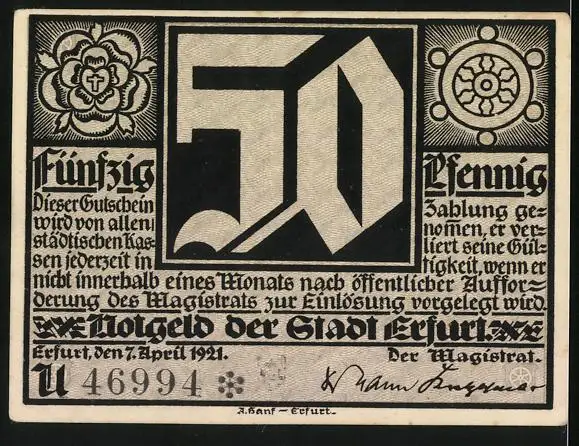 50
Fünfzig Pfennig
Dieser Gutschein
wird von allen
städtischen Kas=
sen jederzeit in
Zahlung ge=
nomen, er ver=
liert seine Gül=
tigkeit, wenn er
nicht innerhalb eines Monats nach öffentlicher Auffor=
derung des Magistrats zur Einlösung vorgelegt wird.
Notgeld der Stadt Erfurt.
Erfurt, den 7. April 1921. Der Magistrat.
U 46994
A. Hanf – Erfurt.